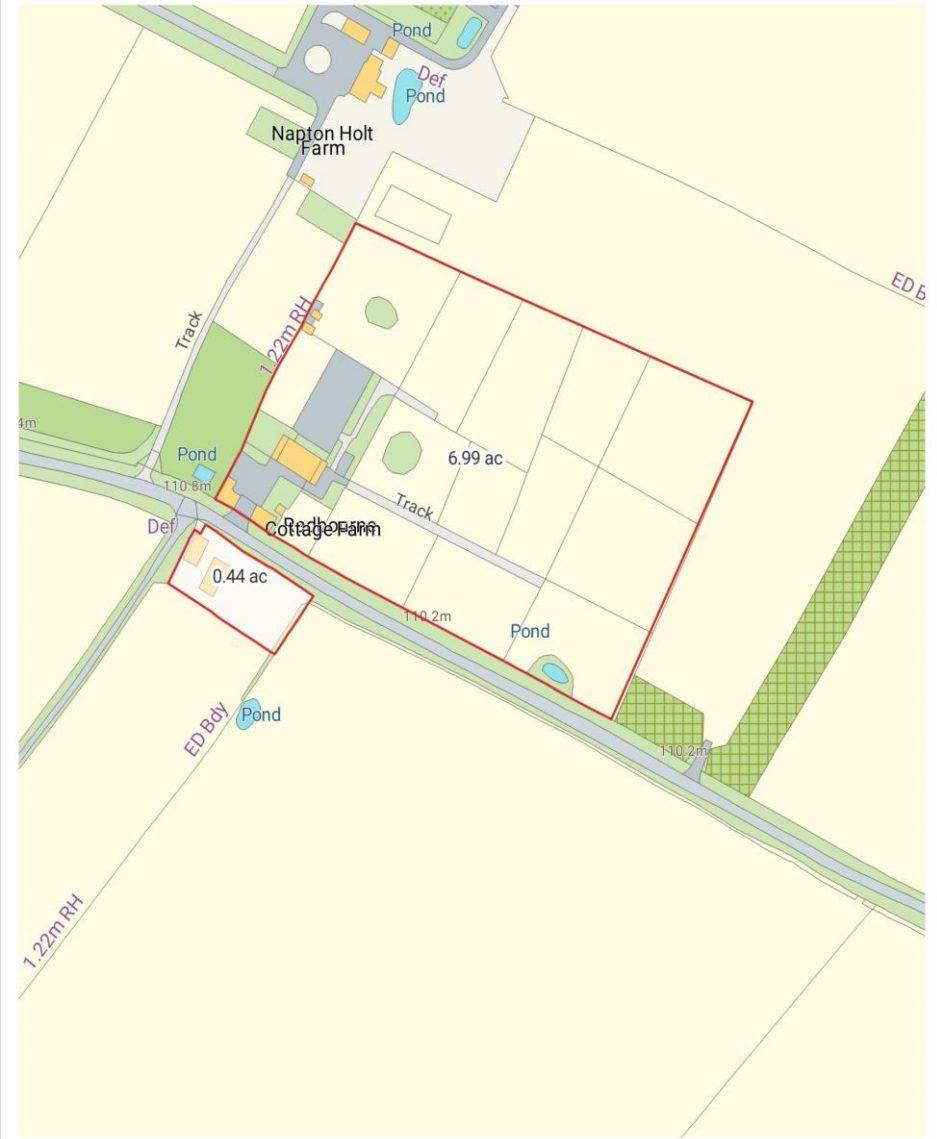 Pond
Def
Pond
Napton Holt
Farm
ED B
1.22m RH
Track
4m
Pond
6.99 ac
110.8m
Track
Def
Redbourne
Cottage Farm
0.44 ac
110.2m
Pond
Pond
ED Bdy
110.2m
1.22m RH